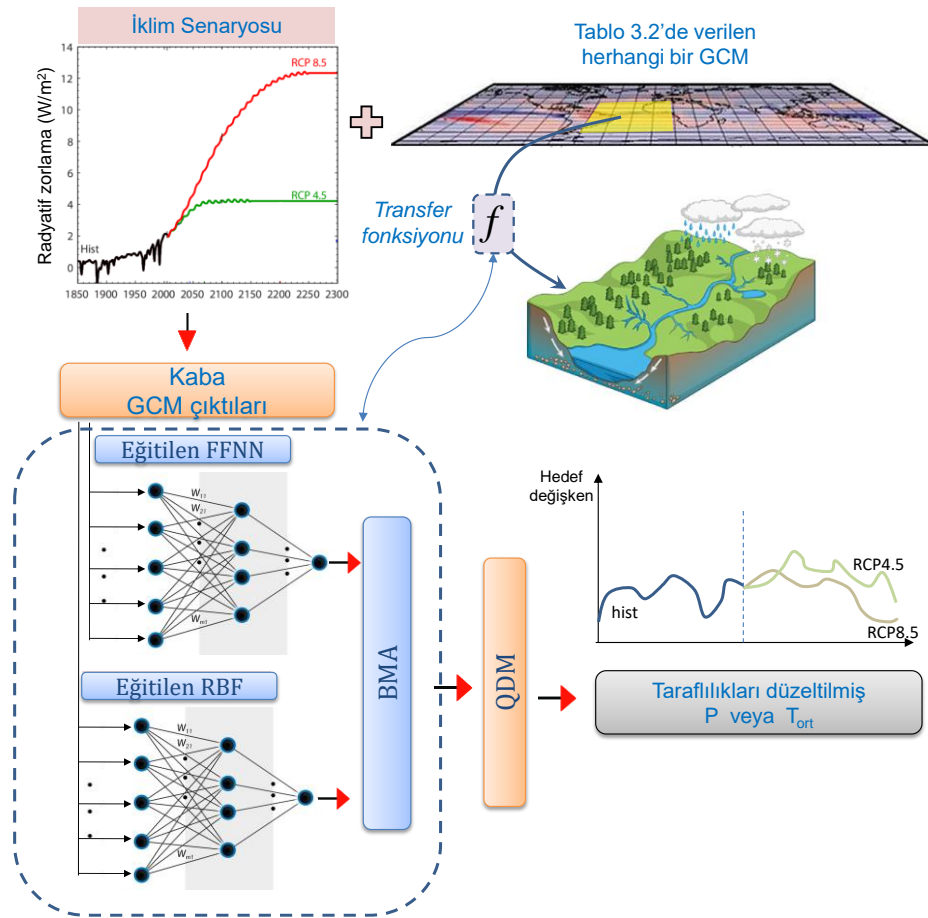 İklim Senaryosu
Tablo 3.2'de verilen
herhangi bir GCM
Radyatif zorlama (W/m²)
14
12
10
8
6
4
2
0
RCP 8.5
RCP 4.5
Hist
1850 1900 1950 2000 2050 2100 2150 2200 2250 2300
Transfer
fonksiyonu
f
Kaba
GCM çıktıları
Eğitilen FFNN
W11
W21
Wm1
Eğitilen RBF
W11
W21
Wm1
BMA
QDM
Hedef
değişken
hist
RCP4.5
RCP8.5
Taraflılıkları düzeltilmiş
P veya Tort